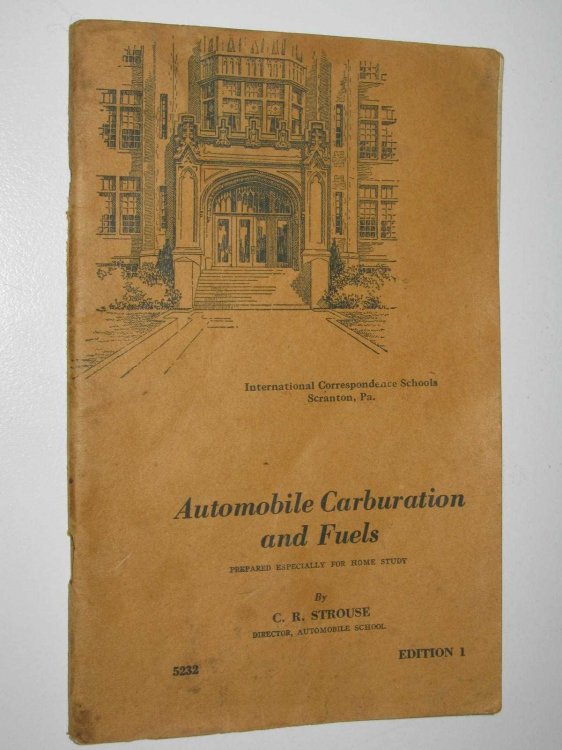 International Correspondence Schools
Scranton, Pa.
Automobile Carburation
and Fuels
PREPARED ESPECIALLY FOR HOME STUDY
By
C. R. STROUSE
DIRECTOR, AUTOMOBILE SCHOOL
5232
EDITION 1